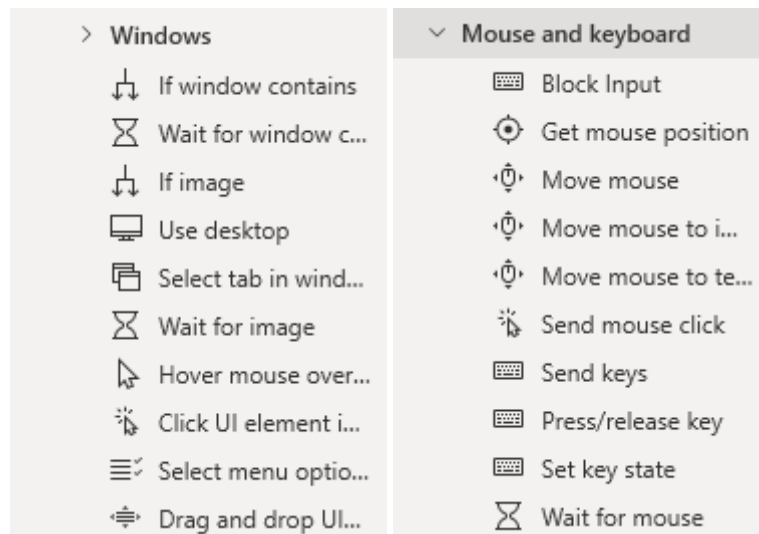 Windows
If window contains
Wait for window c...
If image
Use desktop
Select tab in wind...
Wait for image
Hover mouse over...
Click UI element i...
Select menu optio...
Drag and drop UI...
Mouse and keyboard
Block Input
Get mouse position
Move mouse
Move mouse to i...
Move mouse to te...
Send mouse click
Send keys
Press/release key
Set key state
Wait for mouse